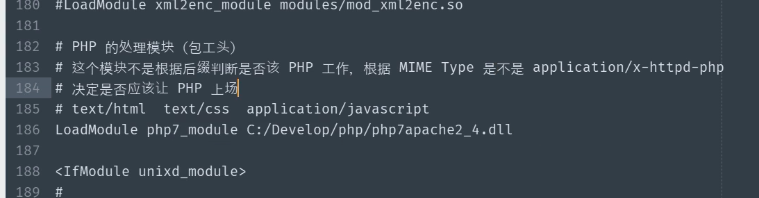 180 #LoadModule xml2enc_module modules/mod_xml2enc.so
181
182 # PHP 的处理模块（包工头）
183 # 这个模块不是根据后缀判断是否该 PHP 工作，根据 MIME Type 是不是 application/x-httpd-php
184 # 决定是否应该让 PHP 上场
185 # text/html  text/css  application/javascript
186 LoadModule php7_module C:/Develop/php/php7apache2_4.dll
187
188 <IfModule unixd_module>
189 #